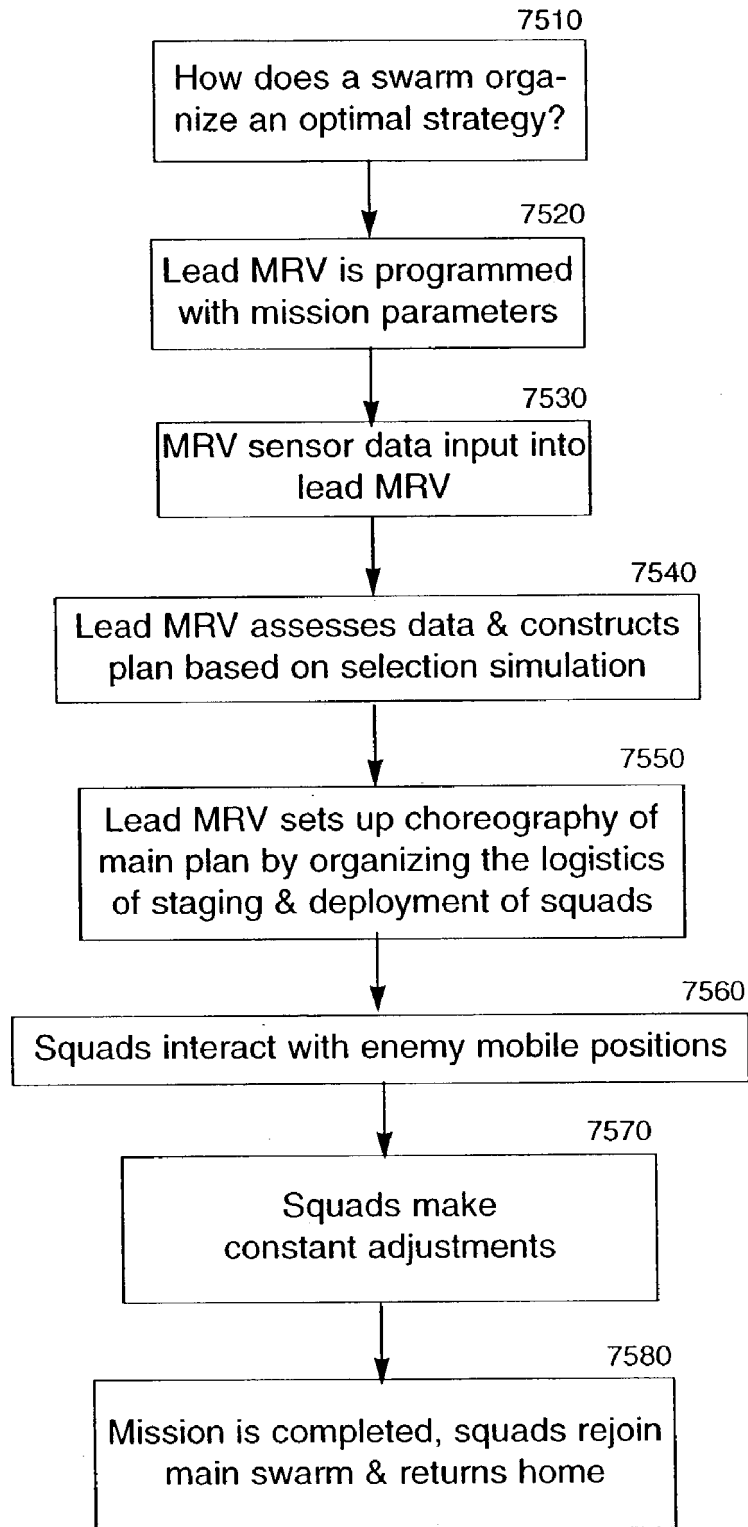 7510
How does a swarm orga-
nize an optimal strategy?
7520
Lead MRV is programmed
with mission parameters
7530
MRV sensor data input into
lead MRV
7540
Lead MRV assesses data & constructs
plan based on selection simulation
7550
Lead MRV sets up choreography of
main plan by organizing the logistics
of staging & deployment of squads
7560
Squads interact with enemy mobile positions
7570
Squads make
constant adjustments
7580
Mission is completed, squads rejoin
main swarm & returns home